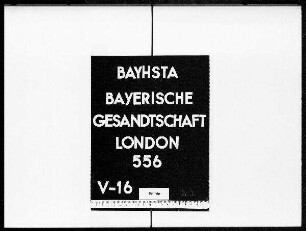 BAYHSTA
BAYERISCHE
GESANDTSCHAFT
LONDON
556
V-16